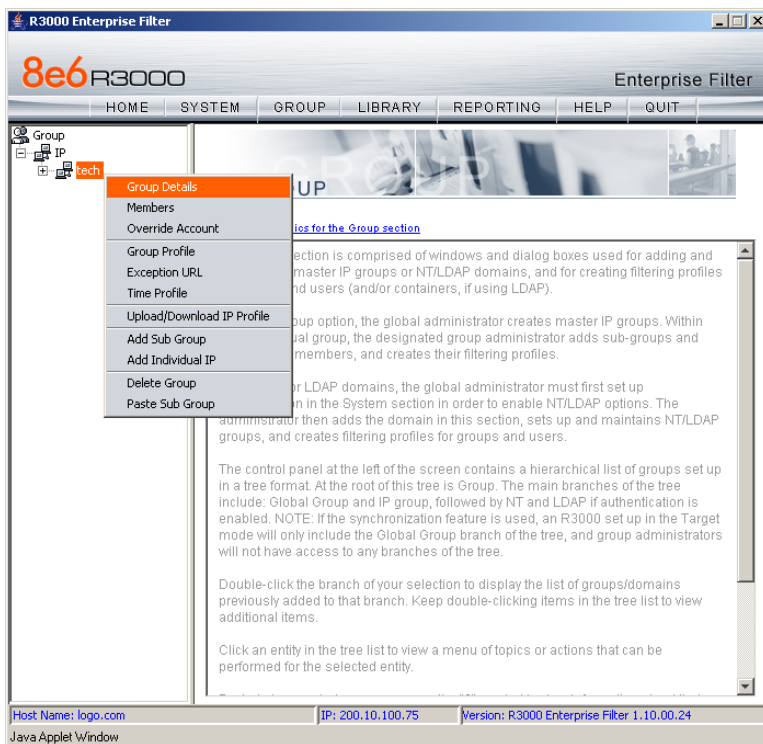 R3000 Enterprise Filter
8e6 R3000
Enterprise Filter
HOME SYSTEM GROUP LIBRARY REPORTING HELP QUIT
Group
IP
tech
Group Details
Members
Override Account
Group Profile
Exception URL
Time Profile
Upload/Download IP Profile
Add Sub Group
Add Individual IP
Delete Group
Paste Sub Group
GROUP
UP
ics for the Group section
ection is comprised of windows and dialog boxes used for adding and
master IP groups or NT/LDAP domains, and for creating filtering profiles
nd users (and/or containers, if using LDAP).
oup option, the global administrator creates master IP groups. Within
ual group, the designated group administrator adds sub-groups and
members, and creates their filtering profiles.
or LDAP domains, the global administrator must first set up
n in the System section in order to enable NT/LDAP options. The
administrator then adds the domain in this section, sets up and maintains NT/LDAP
groups, and creates filtering profiles for groups and users.
The control panel at the left of the screen contains a hierarchical list of groups set up
in a tree format. At the root of this tree is Group. The main branches of the tree
include: Global Group and IP group, followed by NT and LDAP if authentication is
enabled. NOTE: If the synchronization feature is used, an R3000 set up in the Target
mode will only include the Global Group branch of the tree, and group administrators
will not have access to any branches of the tree.
Double-click the branch of your selection to display the list of groups/domains
previously added to that branch. Keep double-clicking items in the tree list to view
additional items.
Click an entity in the tree list to view a menu of topics or actions that can be
performed for the selected entity.
Host Name: logo.com
IP: 200.10.100.75
Version: R3000 Enterprise Filter 1.10.00.24
Java Applet Window